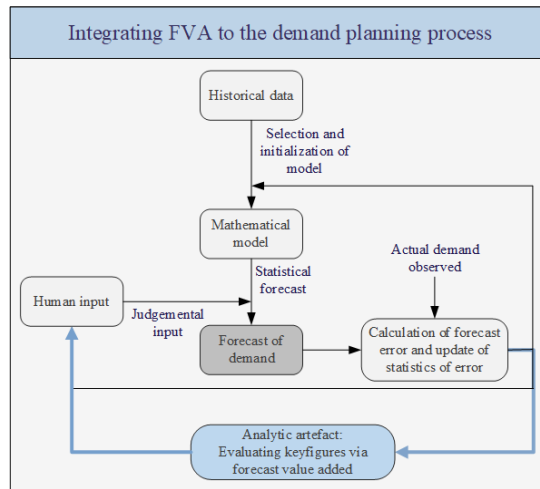 Integrating FVA to the demand planning process
Historical data
Selection and
initialization of
model
Mathematical
model
Statistical
forecast
Actual demand
observed
Human input
Judgemental
input
Forecast of
demand
Calculation of forecast
error and update of
statistics of error
Analytic artefact:
Evaluating keyfigures via
forecast value added